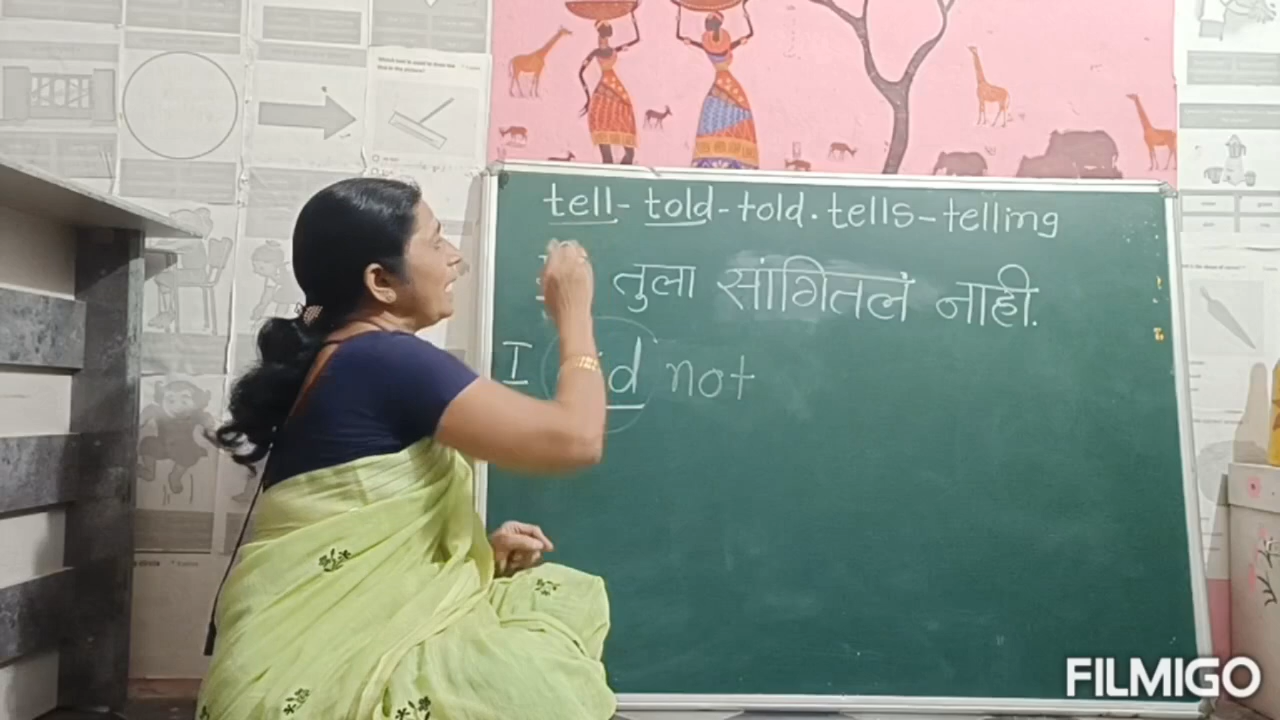 tell - told - told. tells - telling
तुला सांगितलं नाही.
I did not
FILMIGO